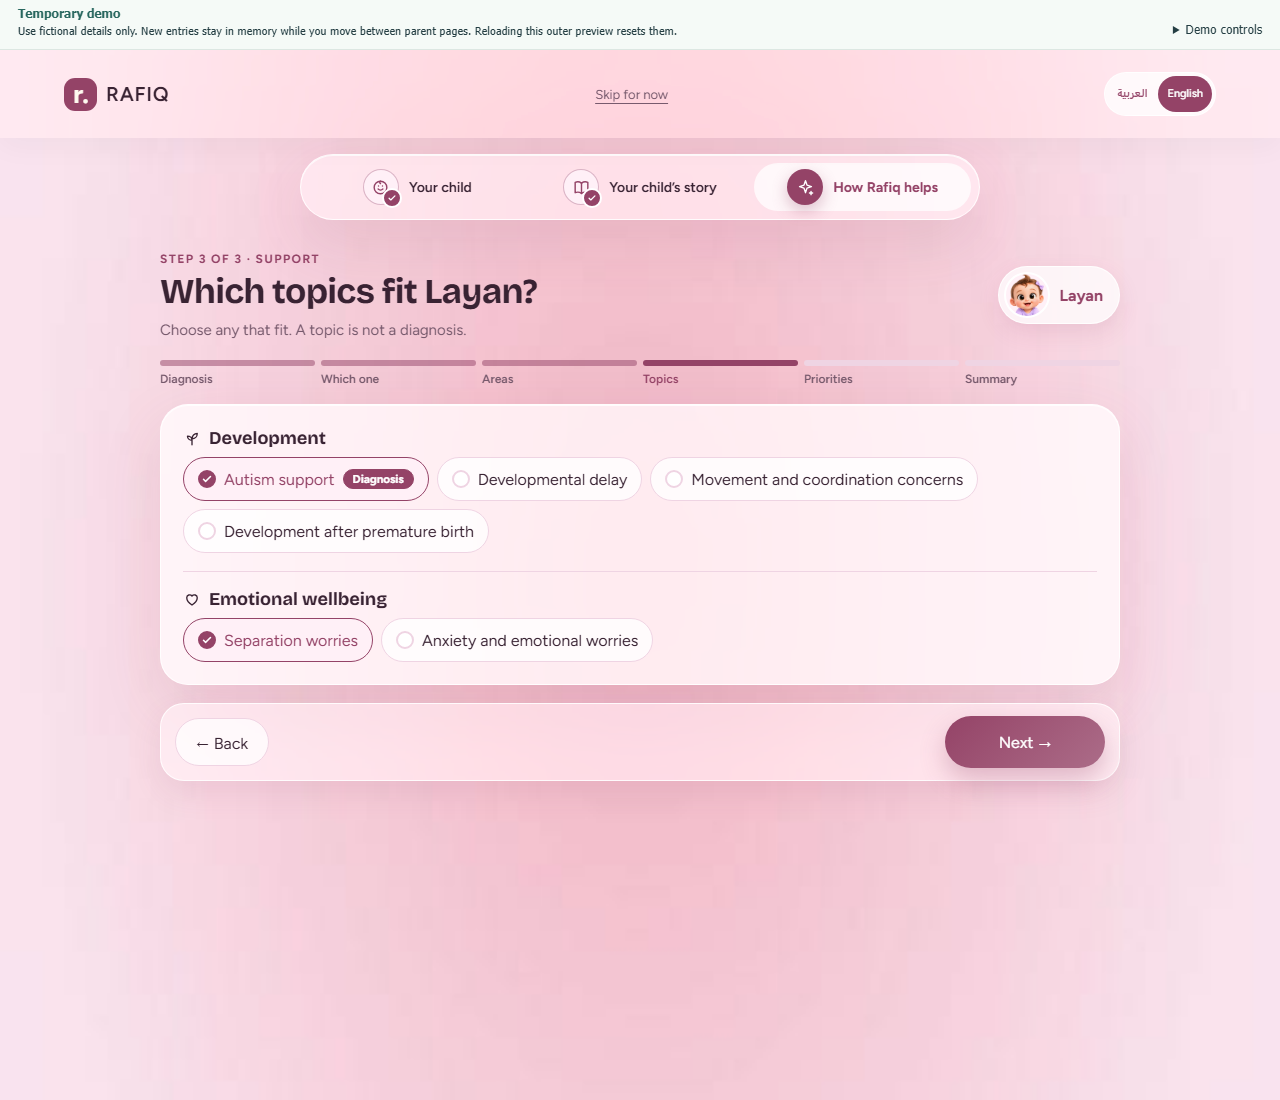 Temporary demo
Use fictional details only. New entries stay in memory while you move between parent pages. Reloading this outer preview resets them.
▶ Demo controls
r. RAFIQ
Skip for now
العربية
English
Your child
Your child's story
How Rafiq helps
STEP 3 OF 3 · SUPPORT
Which topics fit Layan?
Choose any that fit. A topic is not a diagnosis.
Layan
Diagnosis
Which one
Areas
Topics
Priorities
Summary
Development
Autism support Diagnosis
Developmental delay
Movement and coordination concerns
Development after premature birth
Emotional wellbeing
Separation worries
Anxiety and emotional worries
← Back
Next →